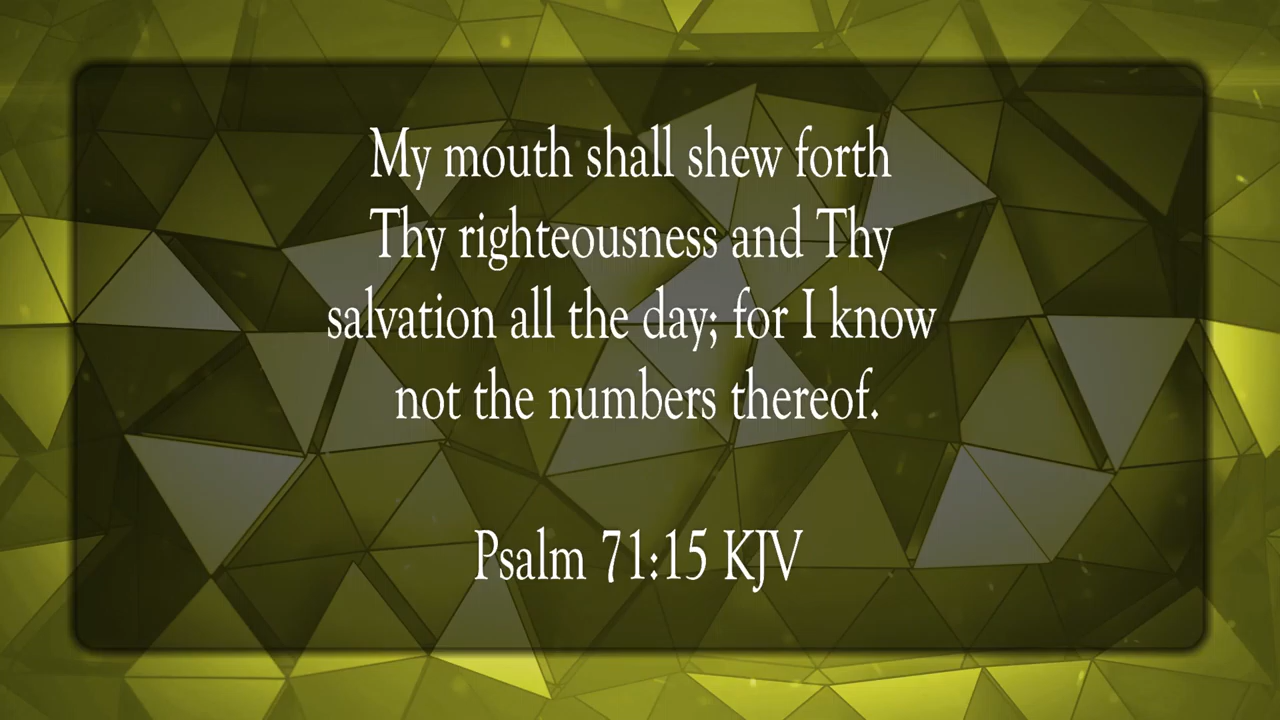 My mouth shall shew forth
Thy righteousness and Thy
salvation all the day; for I know
not the numbers thereof.
Psalm 71:15 KJV